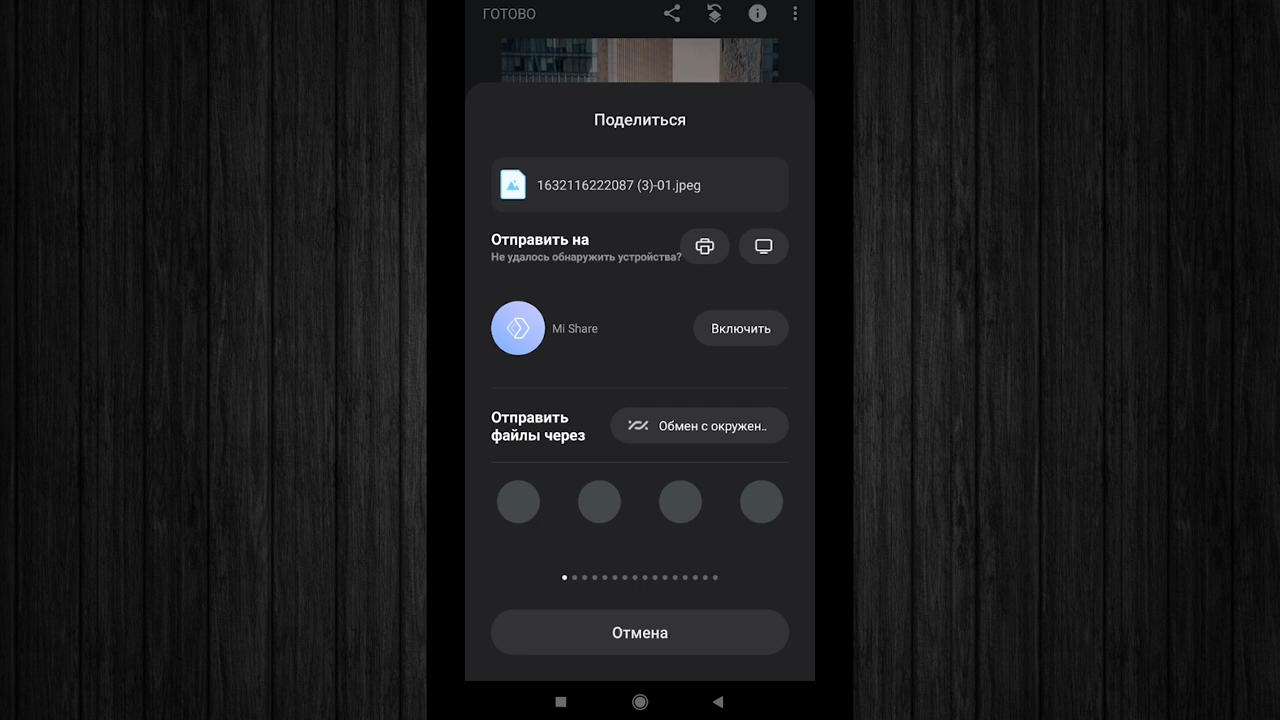 ГОТОВО
Поделиться
1632116222087 (3)-01.jpeg
Отправить на
Не удалось обнаружить устройства?
Mi Share
Включить
Отправить
файлы через
Обмен с окружен..
Отмена